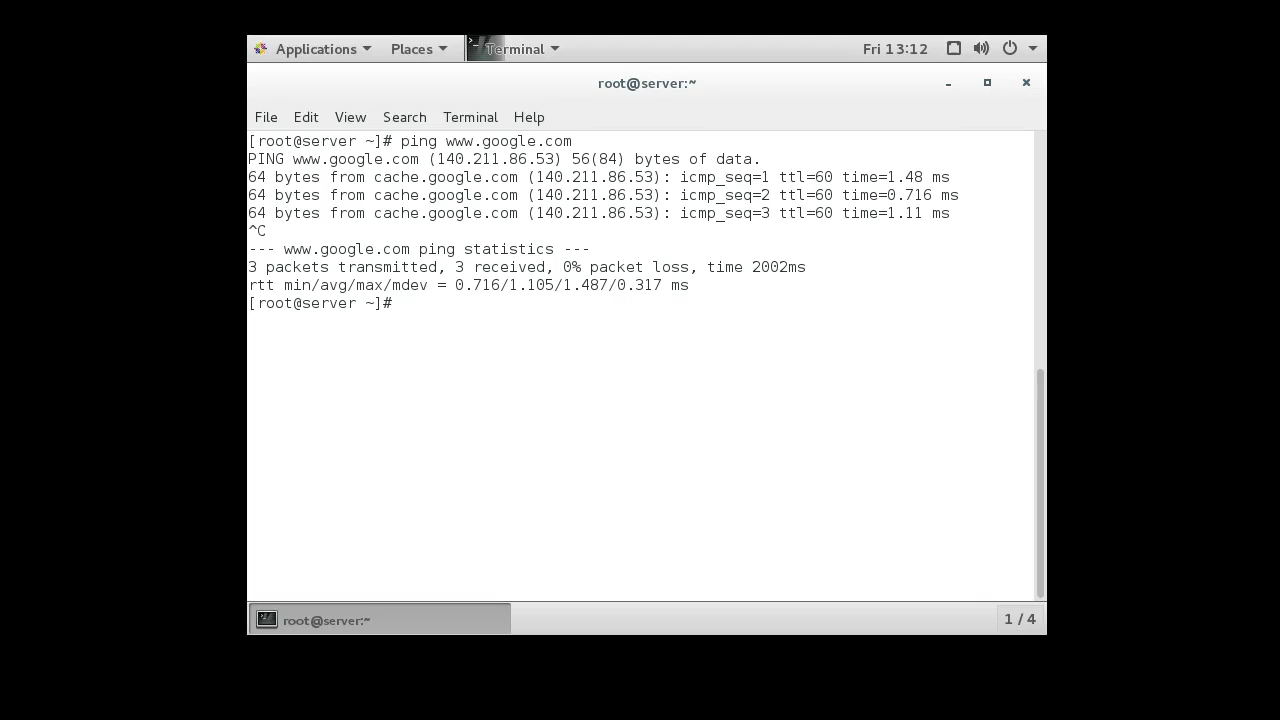 Applications Places Terminal Fri 13:12
root@server:~
File Edit View Search Terminal Help
[root@server ~]# ping www.google.com
PING www.google.com (140.211.86.53) 56(84) bytes of data.
64 bytes from cache.google.com (140.211.86.53): icmp_seq=1 ttl=60 time=1.48 ms
64 bytes from cache.google.com (140.211.86.53): icmp_seq=2 ttl=60 time=0.716 ms
64 bytes from cache.google.com (140.211.86.53): icmp_seq=3 ttl=60 time=1.11 ms
^C
--- www.google.com ping statistics ---
3 packets transmitted, 3 received, 0% packet loss, time 2002ms
rtt min/avg/max/mdev = 0.716/1.105/1.487/0.317 ms
[root@server ~]#
root@server:~ 1 / 4